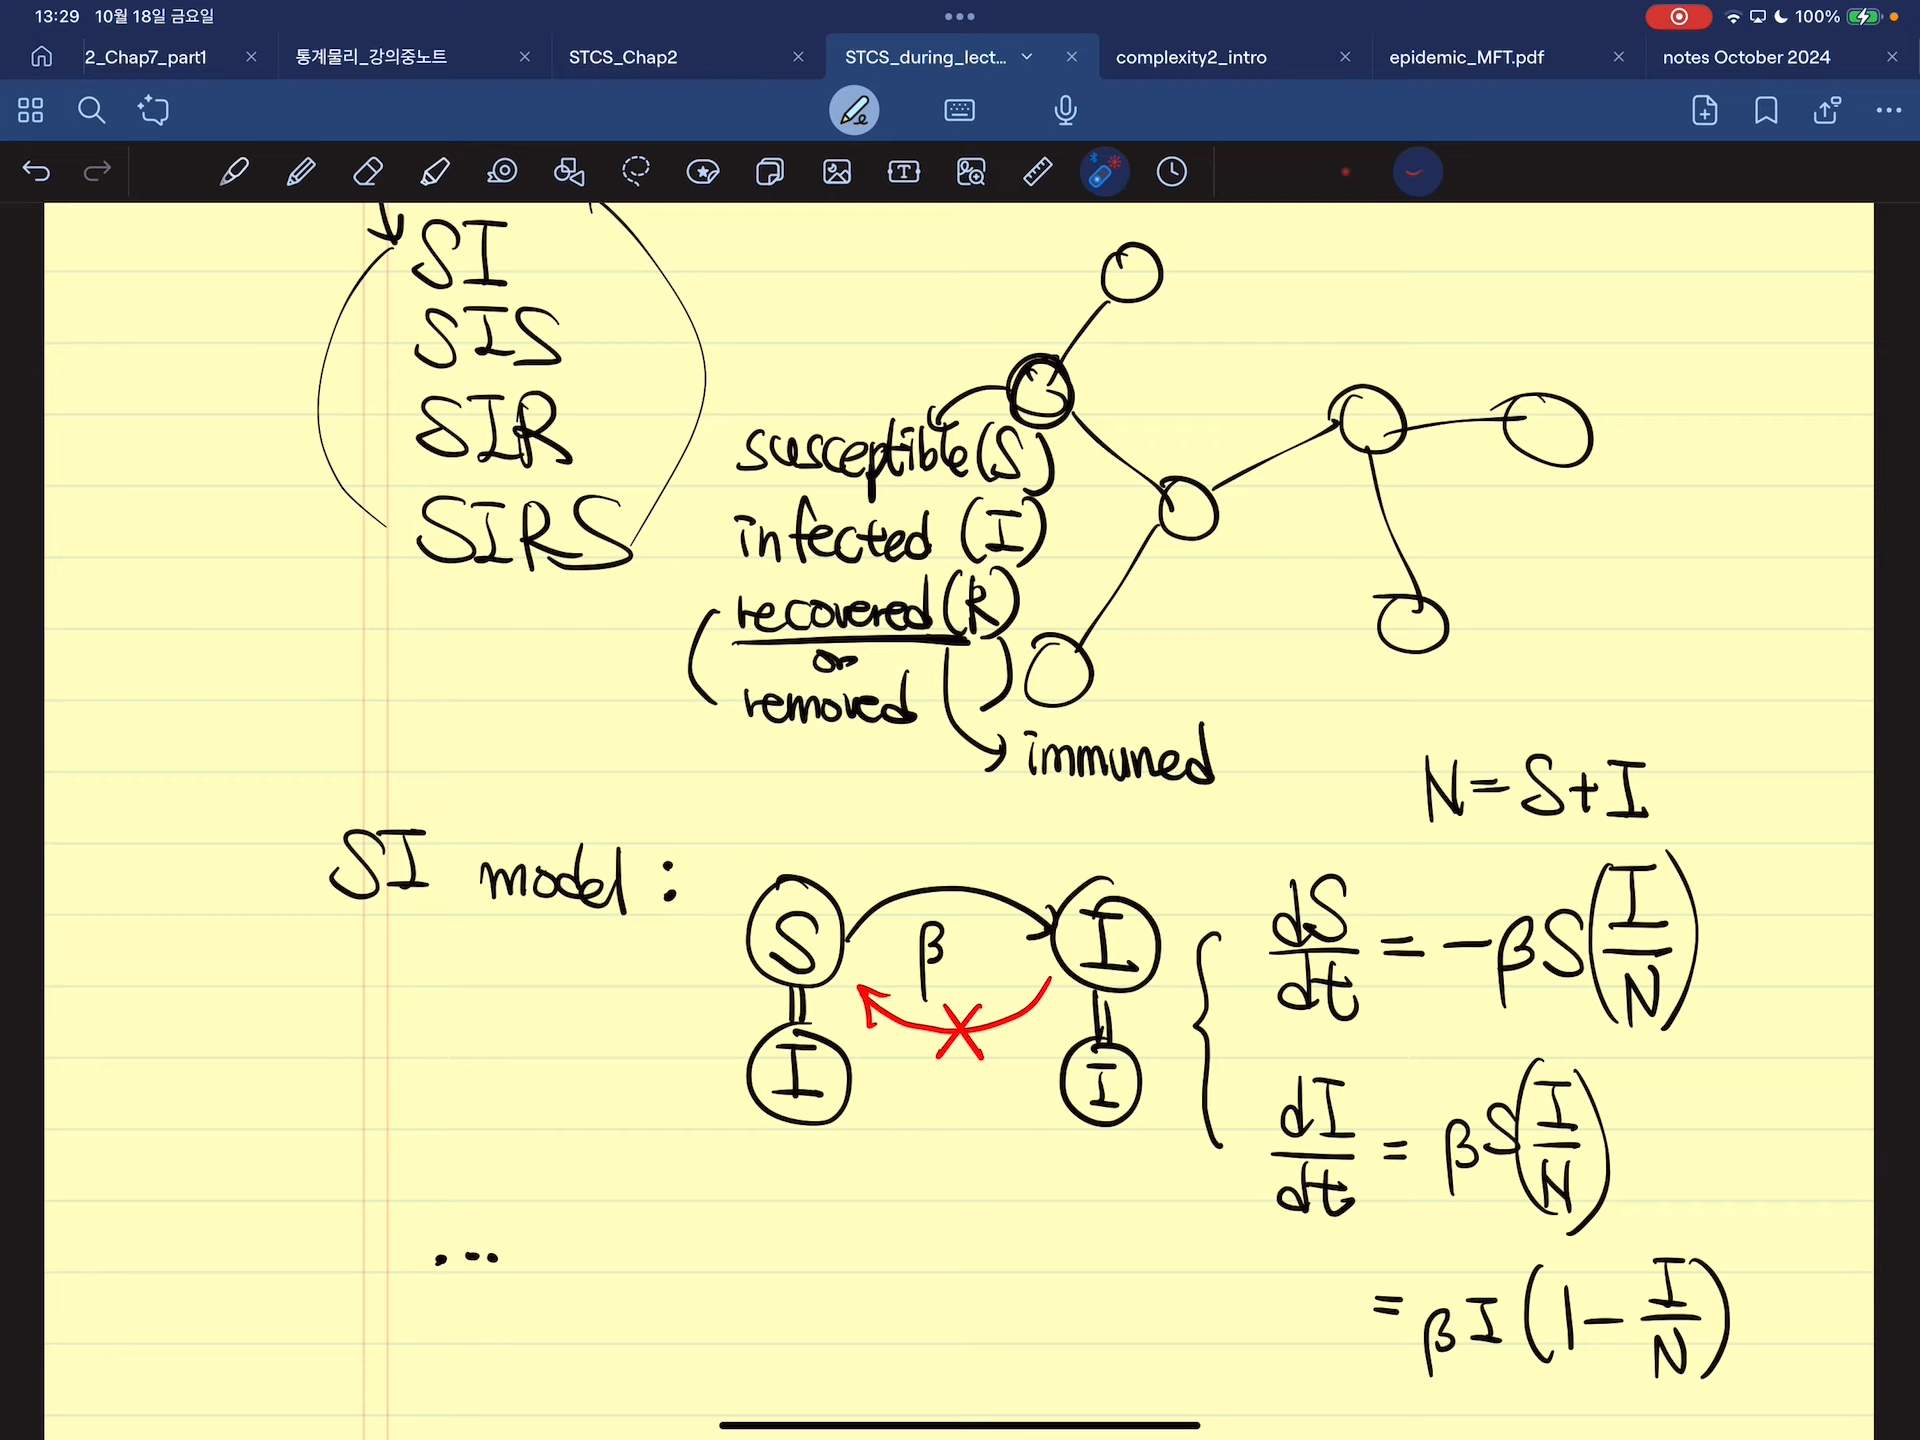 13:29 10월 18일 금요일
100%
2_Chap7_part1
통계물리_강의중노트
STCS_Chap2
STCS_during_lect...
complexity2_intro
epidemic_MFT.pdf
notes October 2024
SI
SIS
SIR
SIRS
susceptible (S)
infected (I)
recovered (R)
or
removed
immuned
N = S + I
SI model :
S β I
I I
dS/dt = -βS(I/N)
dI/dt = βS(I/N)
= βI(1 - I/N)
...